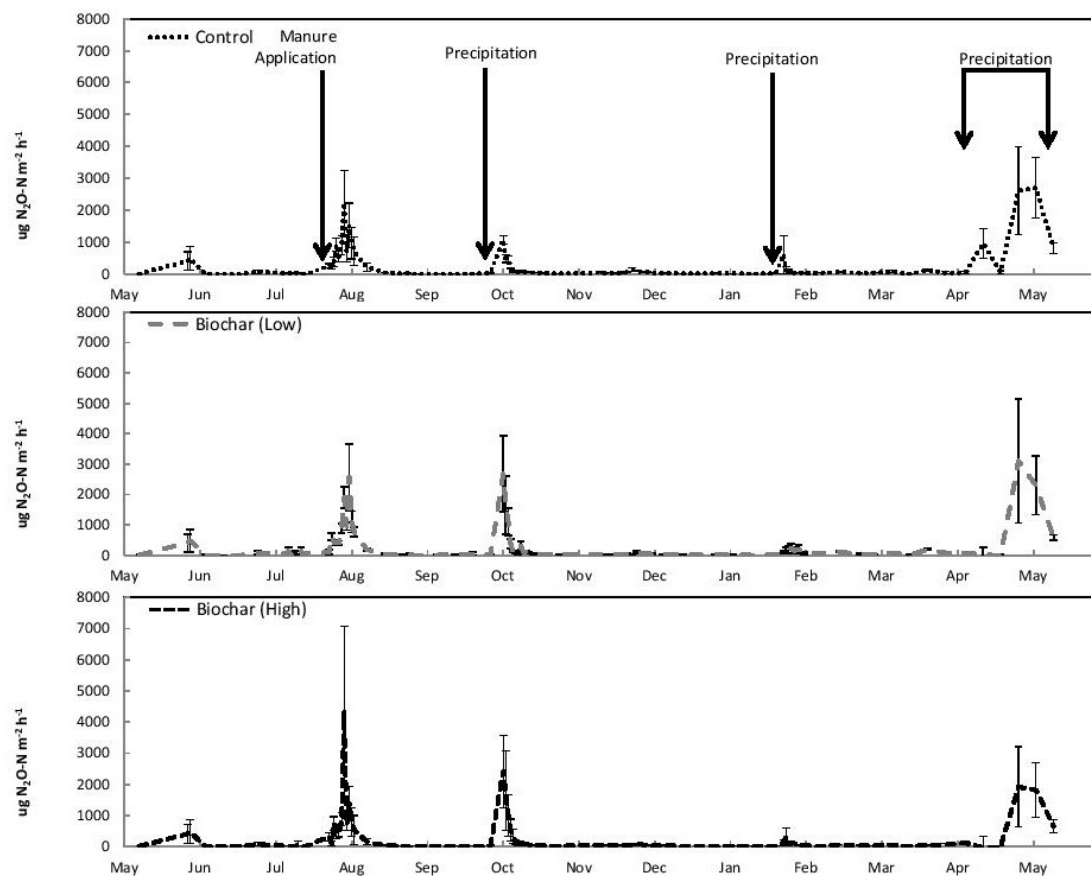 8000
7000
6000
5000
4000
3000
2000
1000
0
ug N₂O-N m⁻² h⁻¹
Control
Manure
Application
Precipitation
Precipitation
Precipitation
May Jun Jul Aug Sep Oct Nov Dec Jan Feb Mar Apr May
8000
7000
6000
5000
4000
3000
2000
1000
0
ug N₂O-N m⁻² h⁻¹
Biochar (Low)
May Jun Jul Aug Sep Oct Nov Dec Jan Feb Mar Apr May
8000
7000
6000
5000
4000
3000
2000
1000
0
ug N₂O-N m⁻² h⁻¹
Biochar (High)
May Jun Jul Aug Sep Oct Nov Dec Jan Feb Mar Apr May